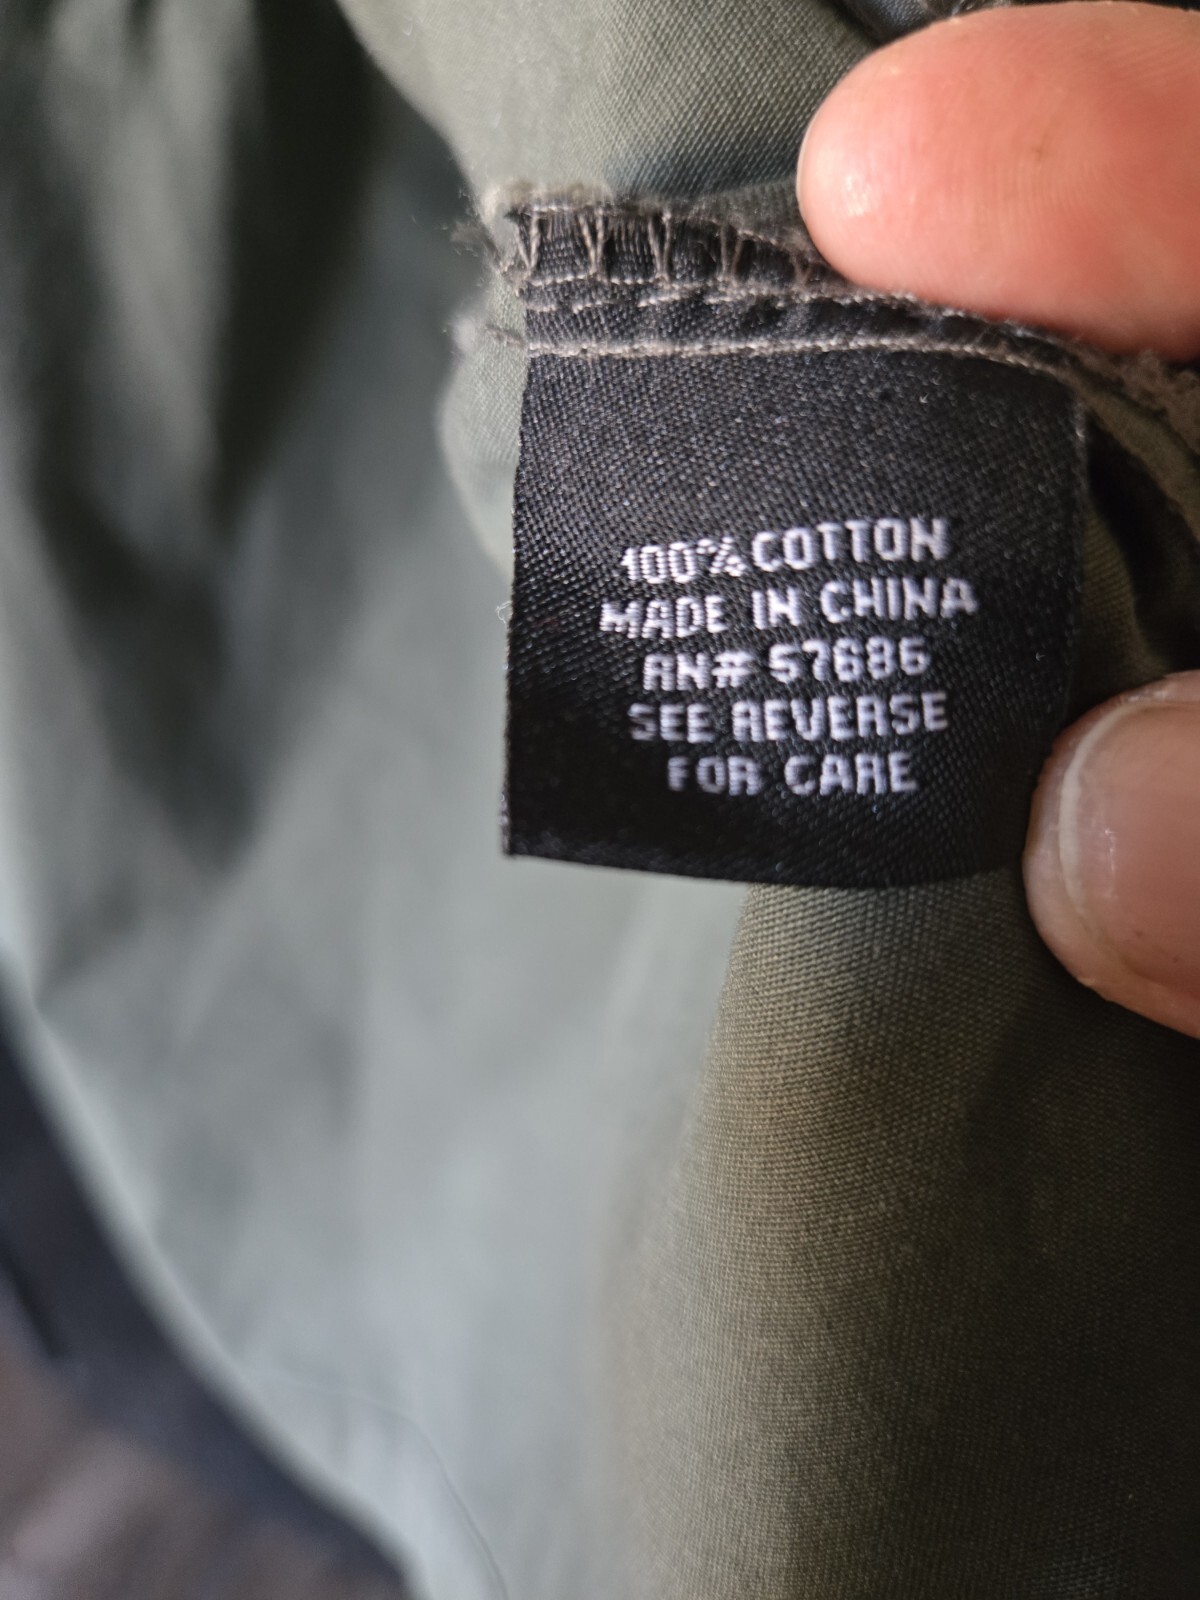 100% COTTON
MADE IN CHINA
RN# 57686
SEE REVERSE
FOR CARE